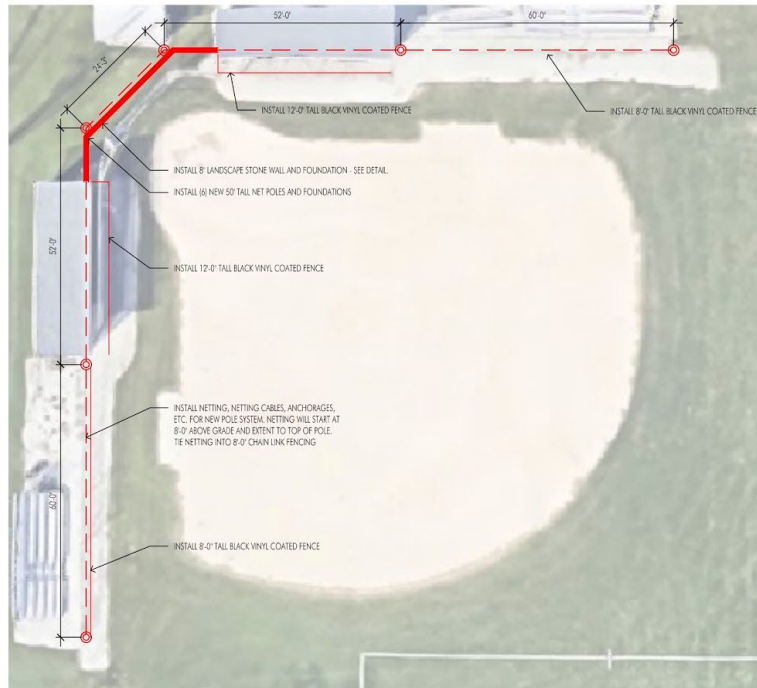 52'-0"
60'-0"
24'-3"
INSTALL 12'-0" TALL BLACK VINYL COATED FENCE
INSTALL 8'-0" TALL BLACK VINYL COATED FENCE
INSTALL 8' LANDSCAPE STONE WALL AND FOUNDATION - SEE DETAIL.
INSTALL (6) NEW 50' TALL NET POLES AND FOUNDATIONS
52'-0"
INSTALL 12'-0" TALL BLACK VINYL COATED FENCE
INSTALL NETTING, NETTING CABLES, ANCHORAGES,
ETC. FOR NEW POLE SYSTEM. NETTING WILL START AT
8'-0" ABOVE GRADE AND EXTENT TO TOP OF POLE.
TIE NETTING INTO 8'-0" CHAIN LINK FENCING
60'-0"
INSTALL 8'-0" TALL BLACK VINYL COATED FENCE